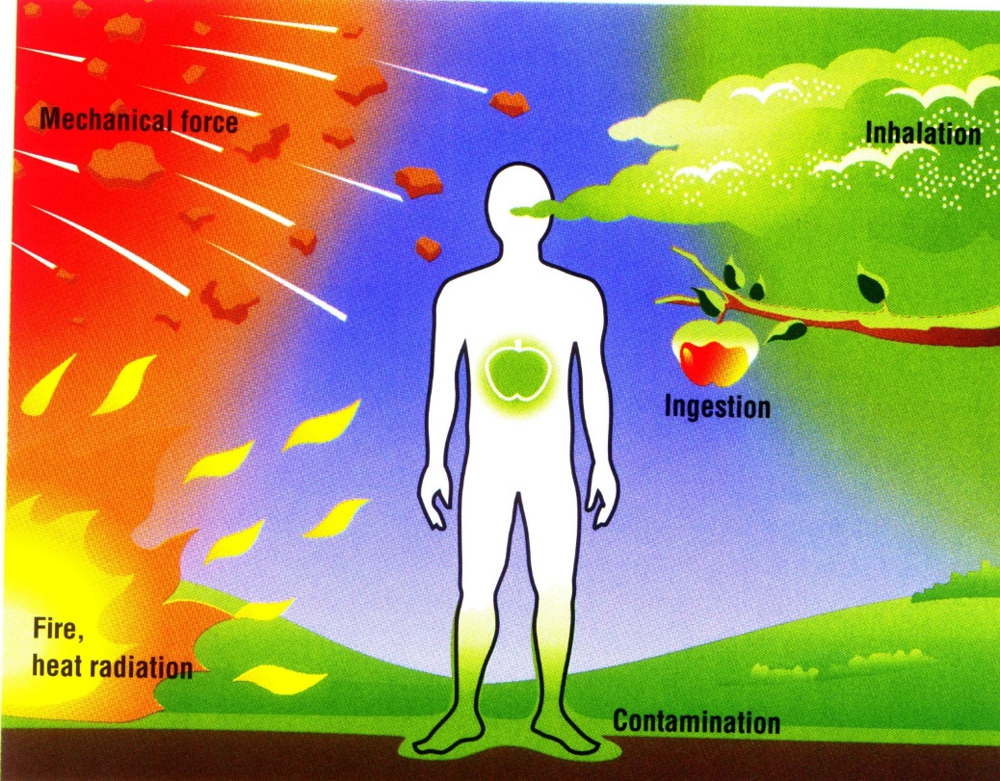 Mechanical force
Inhalation
Ingestion
Fire,
heat radiation
Contamination